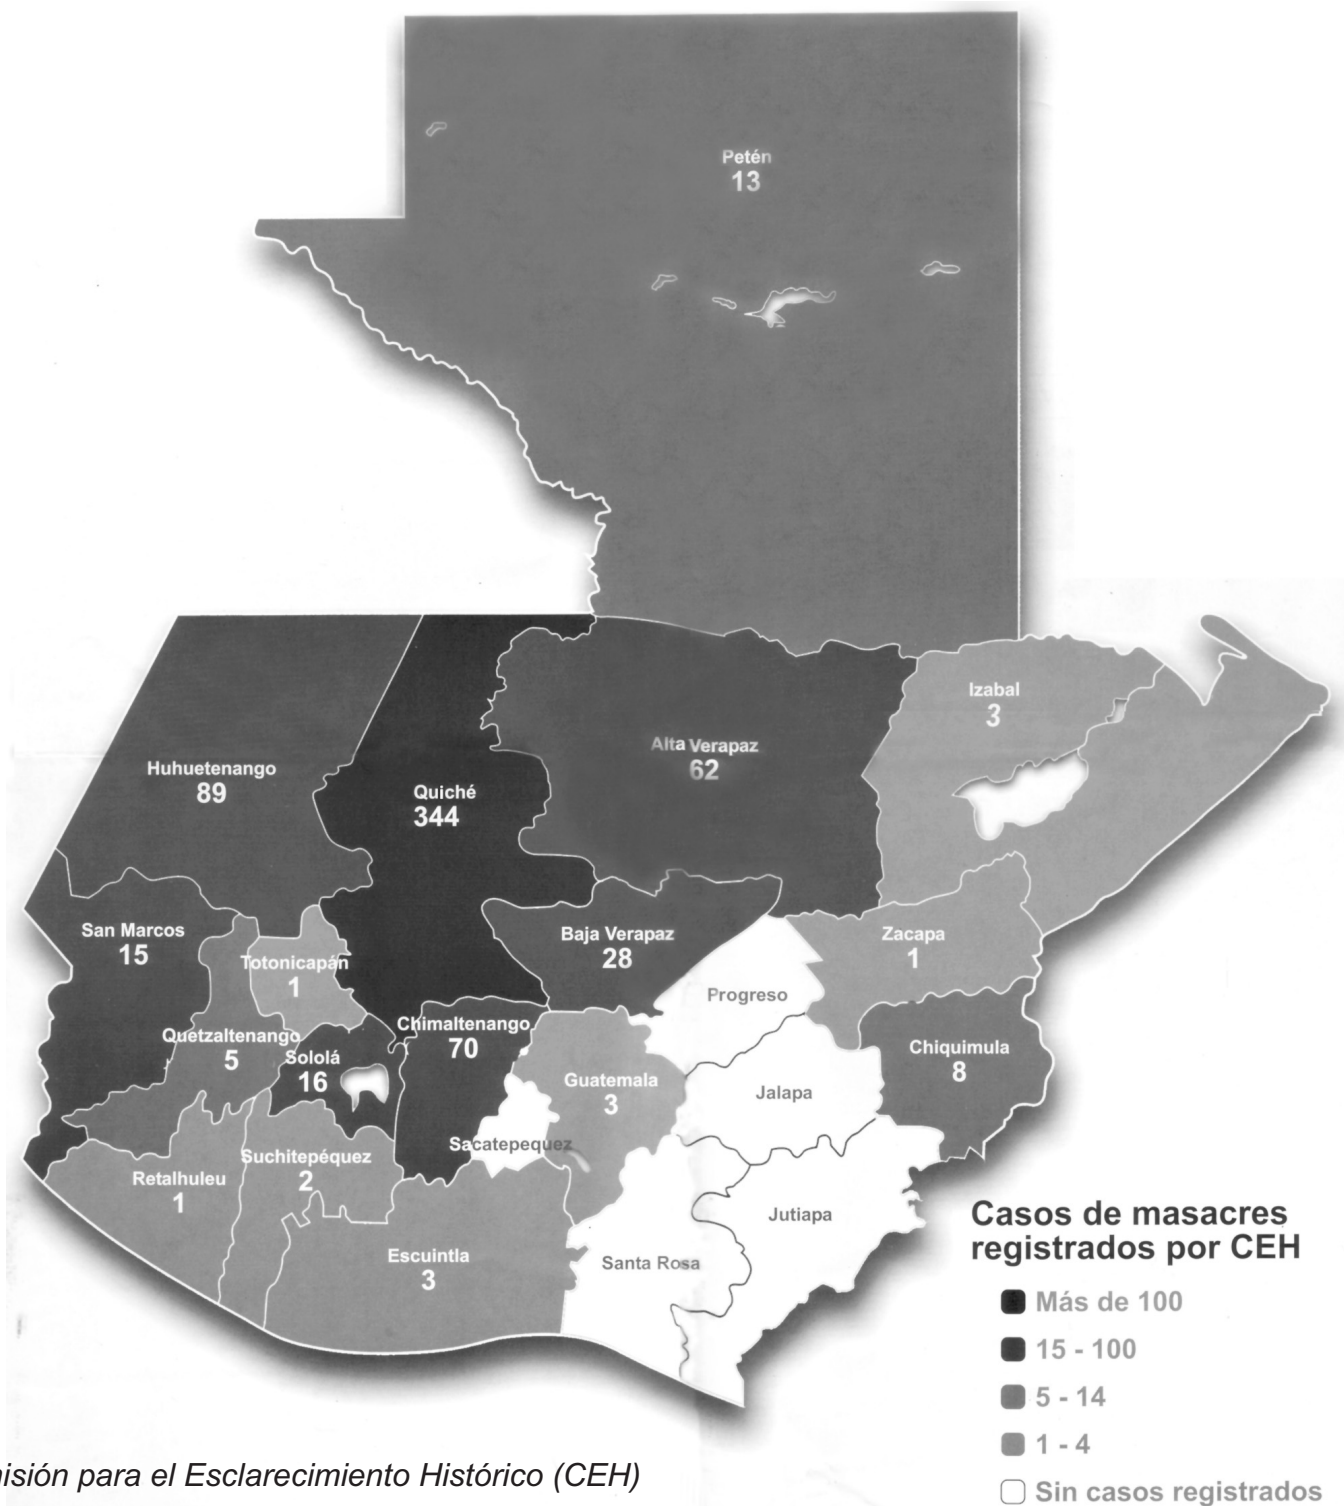 Petén
13
Izabal
3
Alta Verapaz
62
Huhuetenango
89
Quiché
344
San Marcos
15
Baja Verapaz
28
Zacapa
1
Totonicapán
1
Progreso
Quetzaltenango
5
Chimaltenango
70
Sololá
16
Chiquimula
8
Guatemala
3
Jalapa
Sacatepequez
Suchitepéquez
2
Retalhuleu
1
Jutiapa
Escuintla
3
Santa Rosa
Casos de masacres
registrados por CEH
Más de 100
15 - 100
5 - 14
1 - 4
Sin casos registrados
para el Esclarecimiento Histórico (CEH)